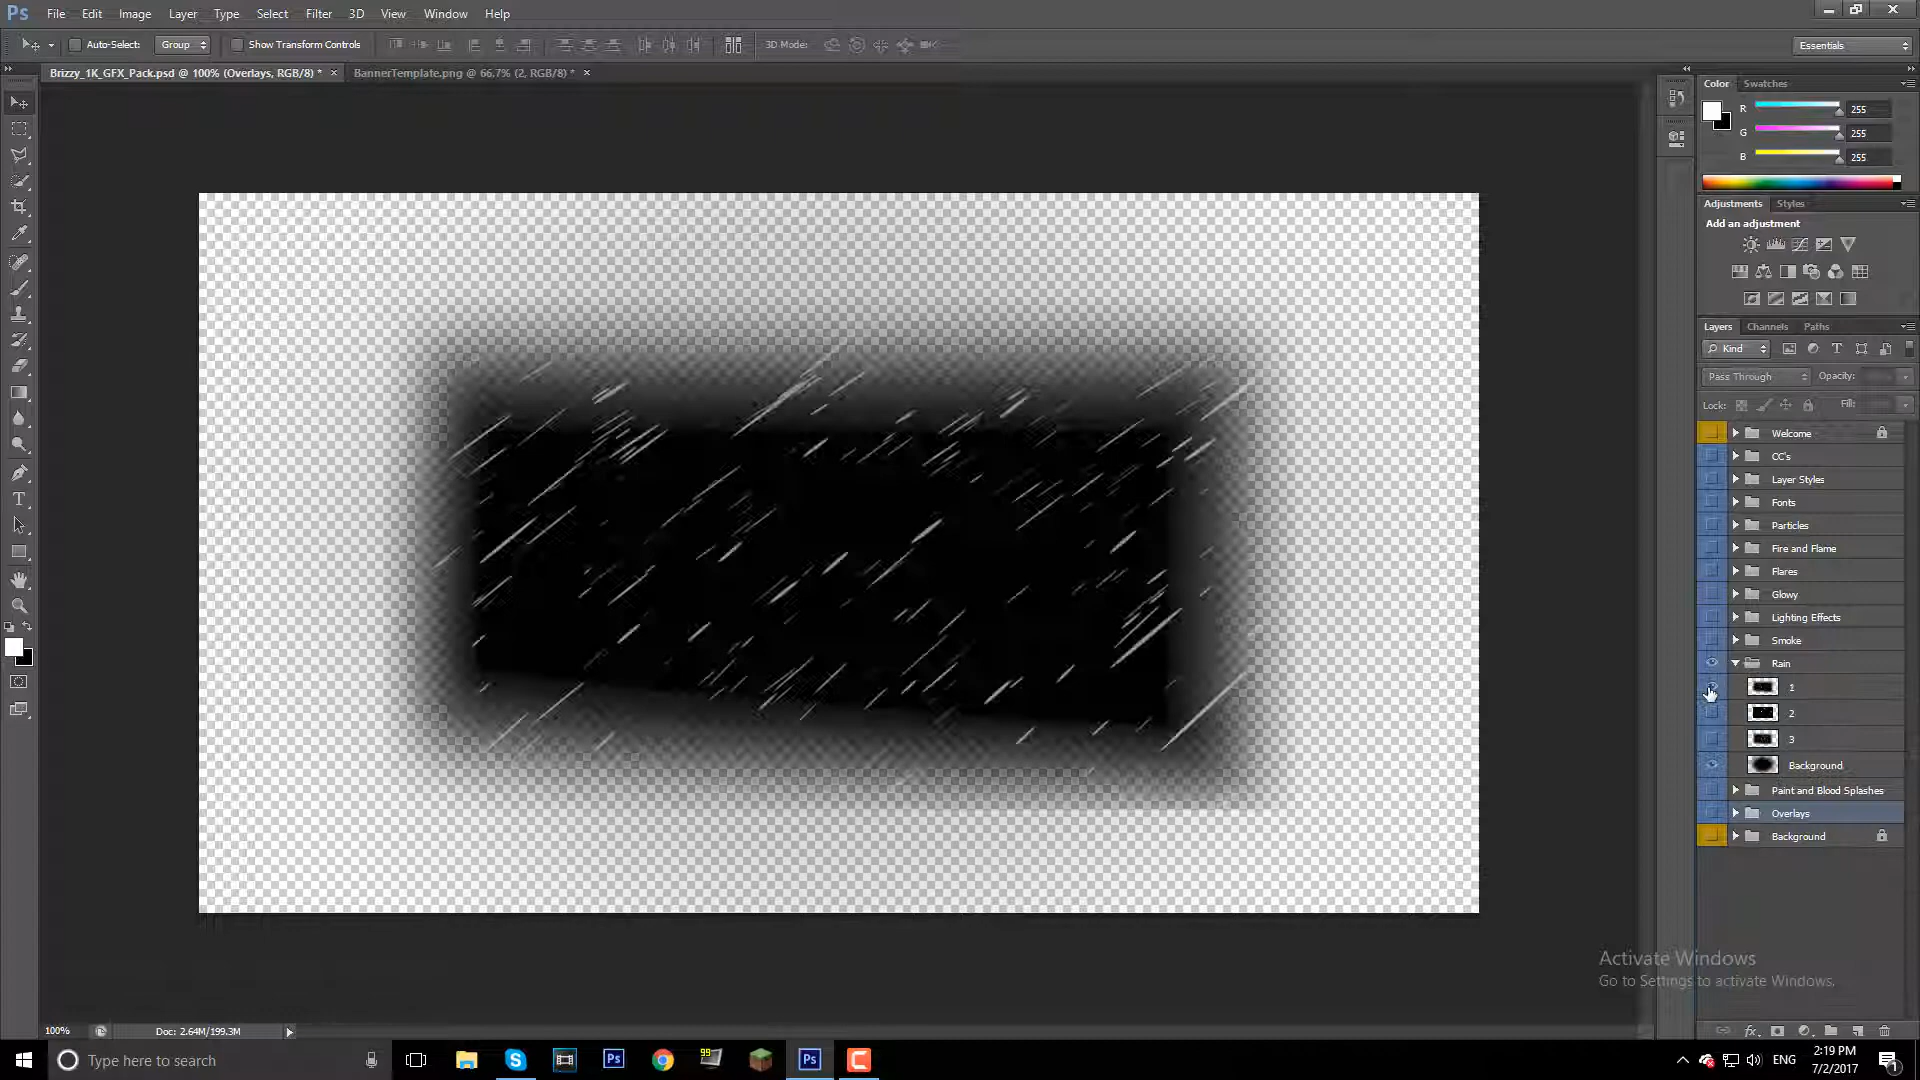 Ps File Edit Image Layer Type Select Filter 3D View Window Help
Auto-Select: Group Show Transform Controls 3D Mode: Essentials
Brizzy_1K_GFX_Pack.psd @ 100% (Overlays, RGB/8) * × BannerTemplate.png @ 66.7% (2, RGB/8) * ×
Color Swatches
R 255
G 255
B 255
Adjustments Styles
Add an adjustment
Layers Channels Paths
Kind
Pass Through Opacity:
Lock: Fill:
Welcome
CC's
Layer Styles
Fonts
Particles
Fire and Flame
Flares
Glowy
Lighting Effects
Smoke
Rain
1
2
3
Background
Paint and Blood Splashes
Overlays
Background
Activate Windows
Go to Settings to activate Windows.
100% Doc: 2.64M/199.3M
Type here to search
99
Ps
Ps
ENG
2:19 PM
7/2/2017
1